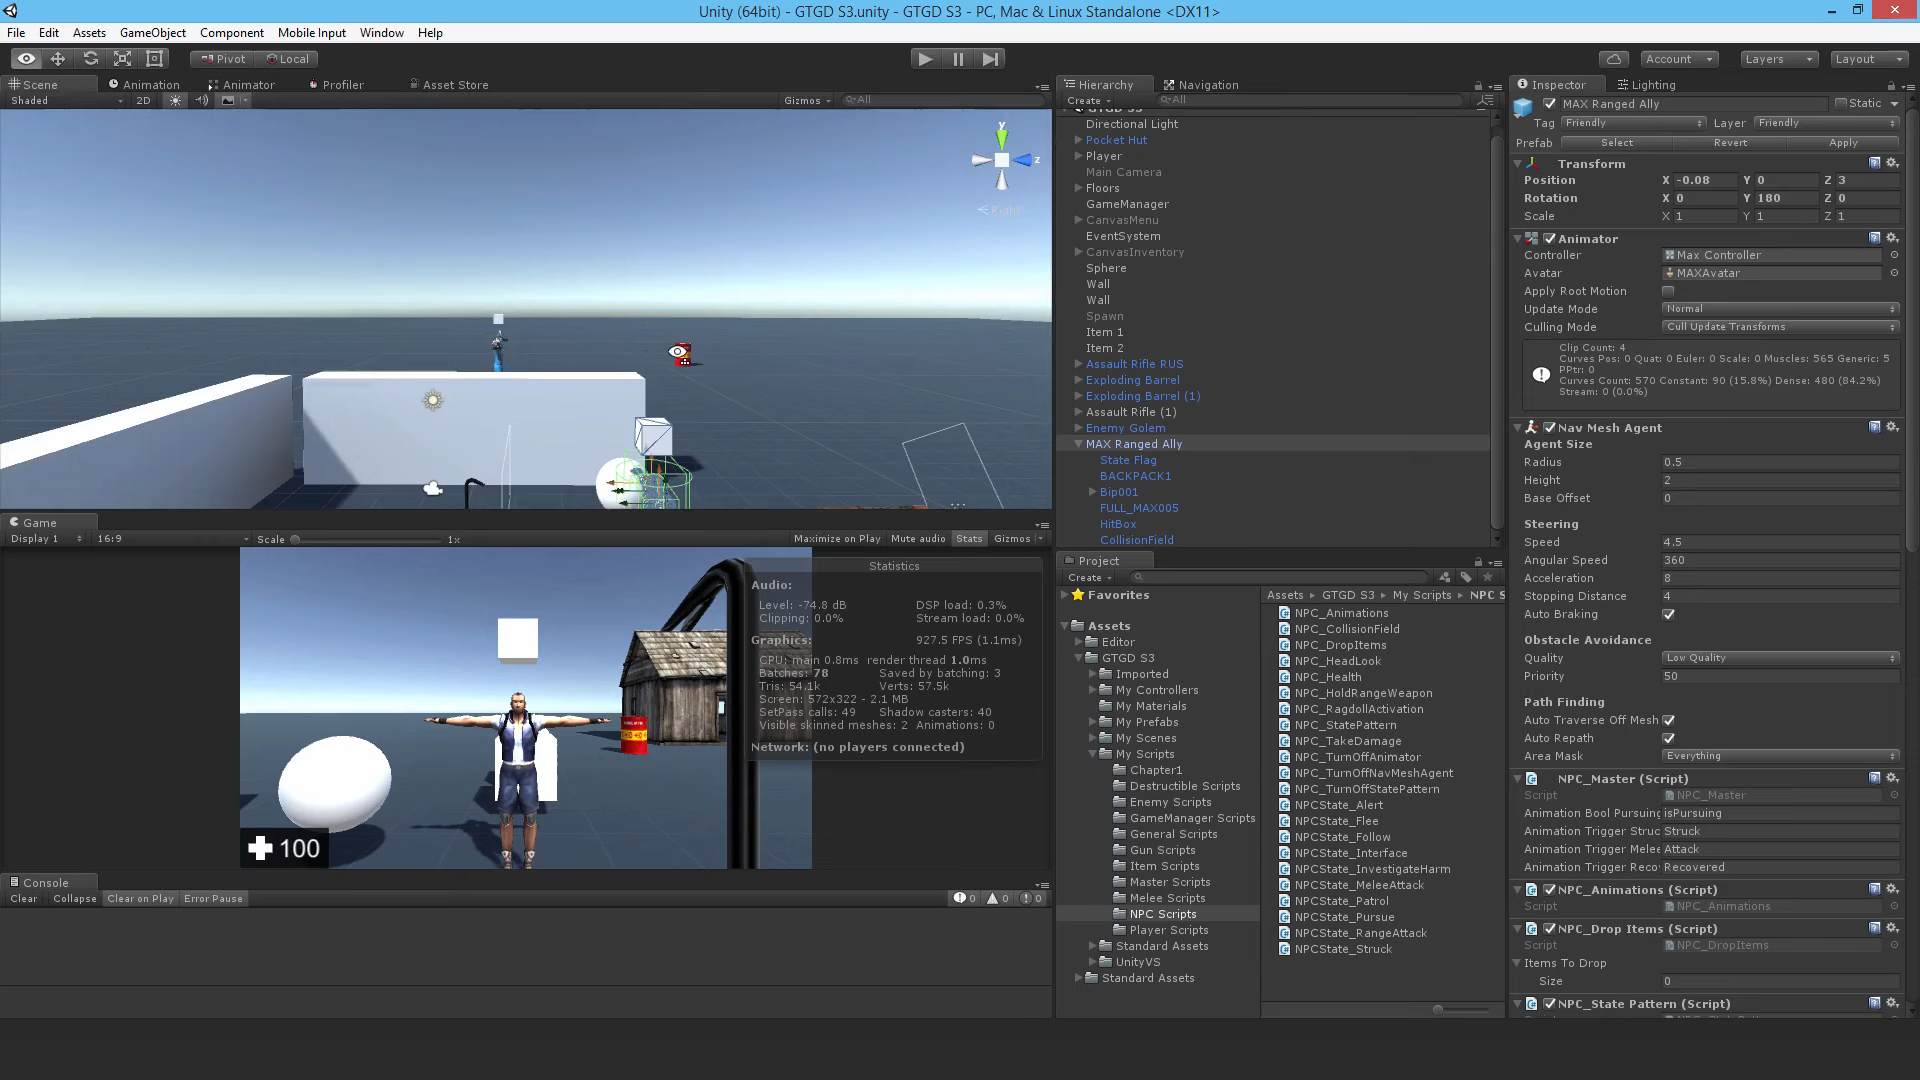 Unity (64bit) - GTGD S3.unity - GTGD S3 - PC, Mac & Linux Standalone <DX11>
File Edit Assets GameObject Component Mobile Input Window Help
Pivot Local Account Layers Layout
Scene Animation Animator Profiler Asset Store
Shaded 2D Gizmos All
y
z
Right
Game
Display 1 16:9 Scale 1x Maximize on Play Mute audio Stats Gizmos
Statistics
Audio:
Level: -74.8 dB DSP load: 0.3%
Clipping: 0.0% Stream load: 0.0%
Graphics: 927.5 FPS (1.1ms)
CPU: main 0.8ms render thread 1.0ms
Batches: 78 Saved by batching: 3
Tris: 54.1k Verts: 57.5k
Screen: 572x322 - 2.1 MB
SetPass calls: 49 Shadow casters: 40
Visible skinned meshes: 2 Animations: 0
Network: (no players connected)
100
Console
Clear Collapse Clear on Play Error Pause 0 0 0
Hierarchy Navigation
Create All
GTGD S3
Directional Light
Pocket Hut
Player
Main Camera
Floors
GameManager
CanvasMenu
EventSystem
CanvasInventory
Sphere
Wall
Wall
Spawn
Item 1
Item 2
Assault Rifle RUS
Exploding Barrel
Exploding Barrel (1)
Assault Rifle (1)
Enemy Golem
MAX Ranged Ally
State Flag
BACKPACK1
Bip001
FULL_MAX005
HitBox
CollisionField
Project
Create
Favorites
Assets
Editor
GTGD S3
Imported
My Controllers
My Materials
My Prefabs
My Scenes
My Scripts
Chapter1
Destructible Scripts
Enemy Scripts
GameManager Scripts
General Scripts
Gun Scripts
Item Scripts
Master Scripts
Melee Scripts
NPC Scripts
Player Scripts
Standard Assets
UnityVS
Standard Assets
Assets GTGD S3 My Scripts NPC S
NPC_Animations
NPC_CollisionField
NPC_DropItems
NPC_HeadLook
NPC_Health
NPC_HoldRangeWeapon
NPC_RagdollActivation
NPC_StatePattern
NPC_TakeDamage
NPC_TurnOffAnimator
NPC_TurnOffNavMeshAgent
NPC_TurnOffStatePattern
NPCState_Alert
NPCState_Flee
NPCState_Follow
NPCState_Interface
NPCState_InvestigateHarm
NPCState_MeleeAttack
NPCState_Patrol
NPCState_Pursue
NPCState_RangeAttack
NPCState_Struck
Inspector Lighting
MAX Ranged Ally Static
Tag Friendly Layer Friendly
Prefab Select Revert Apply
Transform
Position X -0.08 Y 0 Z 3
Rotation X 0 Y 180 Z 0
Scale X 1 Y 1 Z 1
Animator
Controller Max Controller
Avatar MAXAvatar
Apply Root Motion
Update Mode Normal
Culling Mode Cull Update Transforms
Clip Count: 4
Curves Pos: 0 Quat: 0 Euler: 0 Scale: 0 Muscles: 565 Generic: 5
PPtr: 0
Curves Count: 570 Constant: 90 (15.8%) Dense: 480 (84.2%)
Stream: 0 (0.0%)
Nav Mesh Agent
Agent Size
Radius 0.5
Height 2
Base Offset 0
Steering
Speed 4.5
Angular Speed 360
Acceleration 8
Stopping Distance 4
Auto Braking
Obstacle Avoidance
Quality Low Quality
Priority 50
Path Finding
Auto Traverse Off Mesh
Auto Repath
Area Mask Everything
NPC_Master (Script)
Script NPC_Master
Animation Bool Pursuing isPursuing
Animation Trigger Struc Struck
Animation Trigger Melee Attack
Animation Trigger Reco Recovered
NPC_Animations (Script)
Script NPC_Animations
NPC_Drop Items (Script)
Script NPC_DropItems
Items To Drop
Size 0
NPC_State Pattern (Script)